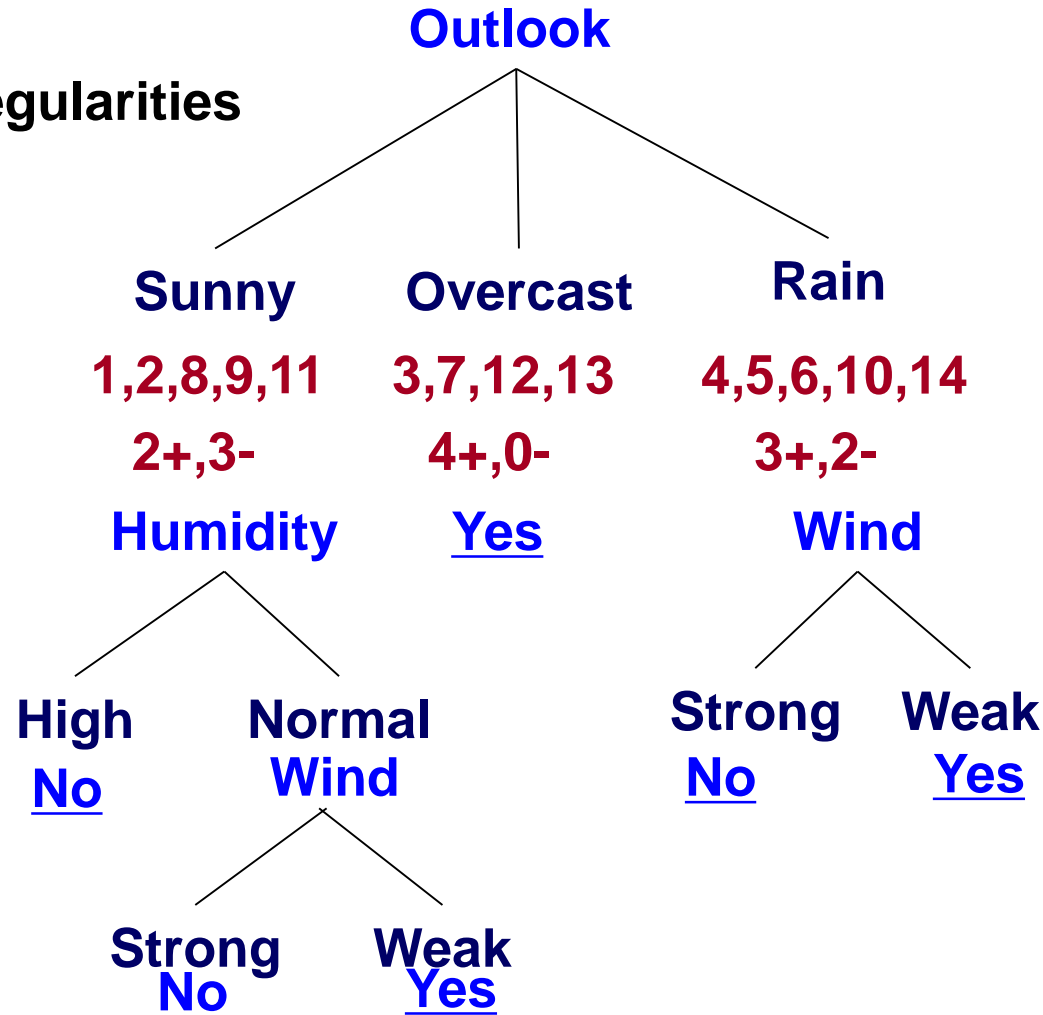 Outlook
egularities
Sunny Overcast Rain
1,2,8,9,11 3,7,12,13 4,5,6,10,14
2+,3- 4+,0- 3+,2-
Humidity Yes Wind
High Normal Strong Weak
No Wind No Yes
Strong Weak
No Yes